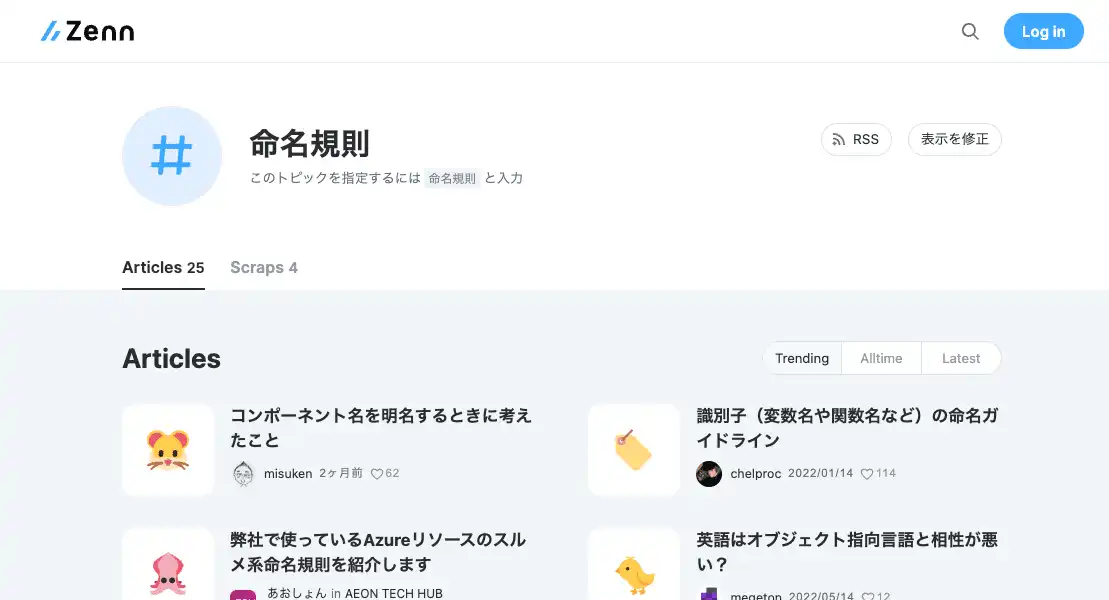 Zenn
Log in
命名規則
このトピックを指定するには 命名規則 と入力
RSS
表示を修正
Articles 25
Scraps 4
Articles
Trending
Alltime
Latest
コンポーネント名を明名するときに考え
たこと
misuken 2ヶ月前 62
識別子（変数名や関数名など）の命名ガ
イドライン
chelproc 2022/01/14 114
弊社で使っているAzureリソースのスル
メ系命名規則を紹介します
あおしょん in AEON TECH HUB
英語はオブジェクト指向言語と相性が悪
い？
megeton 2022/05/14 12